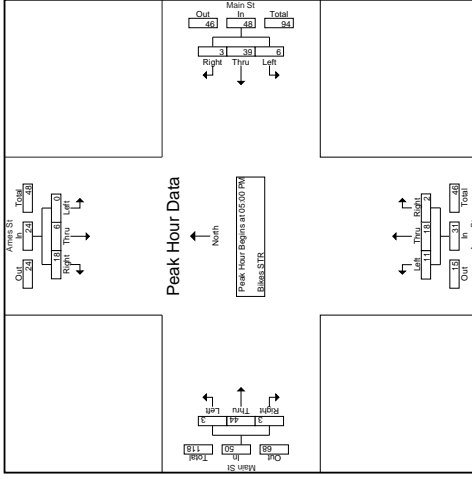 Main St
Out In Total
46 48 94
3 39 6
Right Thru Left
Ames St
Out In Total
24 24 48
18 6 0
Right Thru Left
Peak Hour Data
North
Peak Hour Begins at 05:00 PM
Bikes STR
Left Thru Right
11 18 2
Out In Total
15 31 46
Left Thru Right
3 44 3
Total In Out
118 50 68
Main St